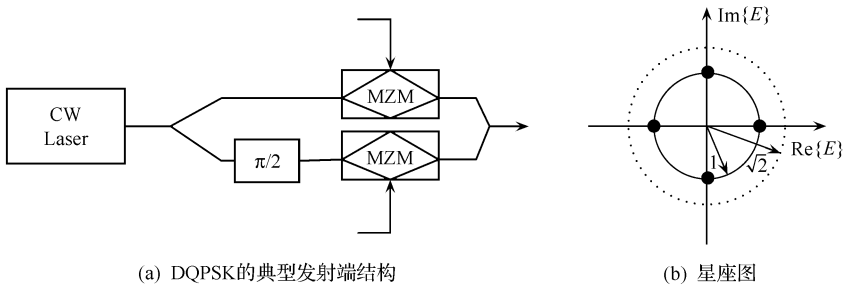 CW
Laser
π/2
MZM
MZM
(a) DQPSK的典型发射端结构
Im{E}
Re{E}
1
√2
(b) 星座图